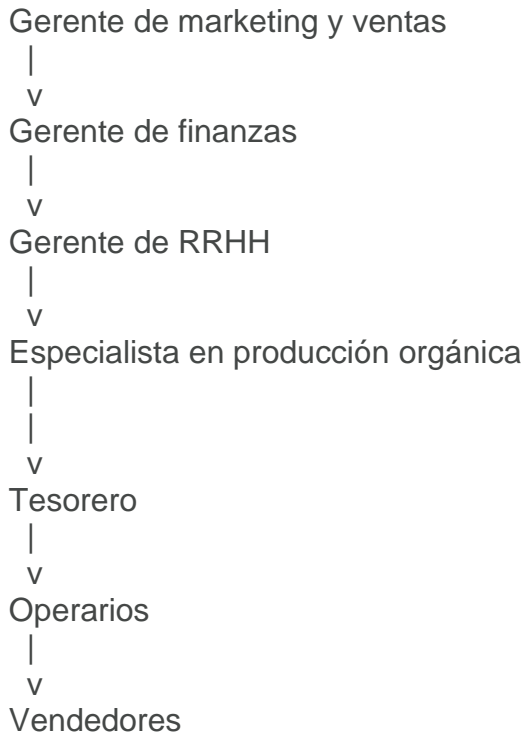 Gerente de marketing y ventas
|
v
Gerente de finanzas
|
v
Gerente de RRHH
|
v
Especialista en producción orgánica
|
|
v
Tesorero
|
v
Operarios
|
v
Vendedores